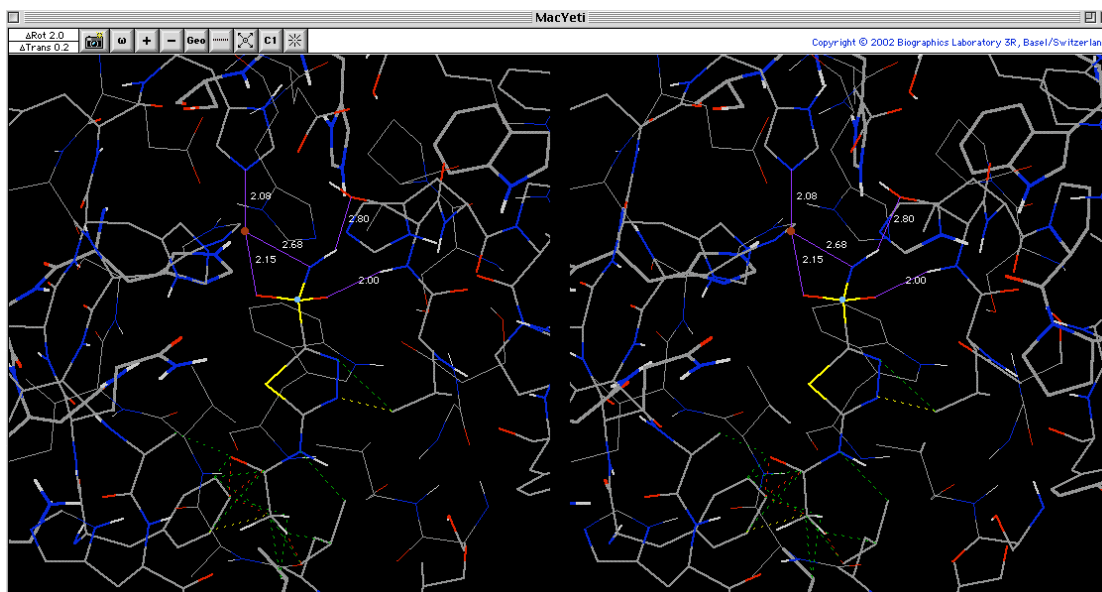 MacYeti
ΔRot 2.0
ΔTrans 0.2
ω + − Geo C1
Copyright © 2002 Biographics Laboratory 3R, Basel/Switzerlan
2.08
2.80
2.68
2.15
2.00
2.08
2.80
2.68
2.15
2.00